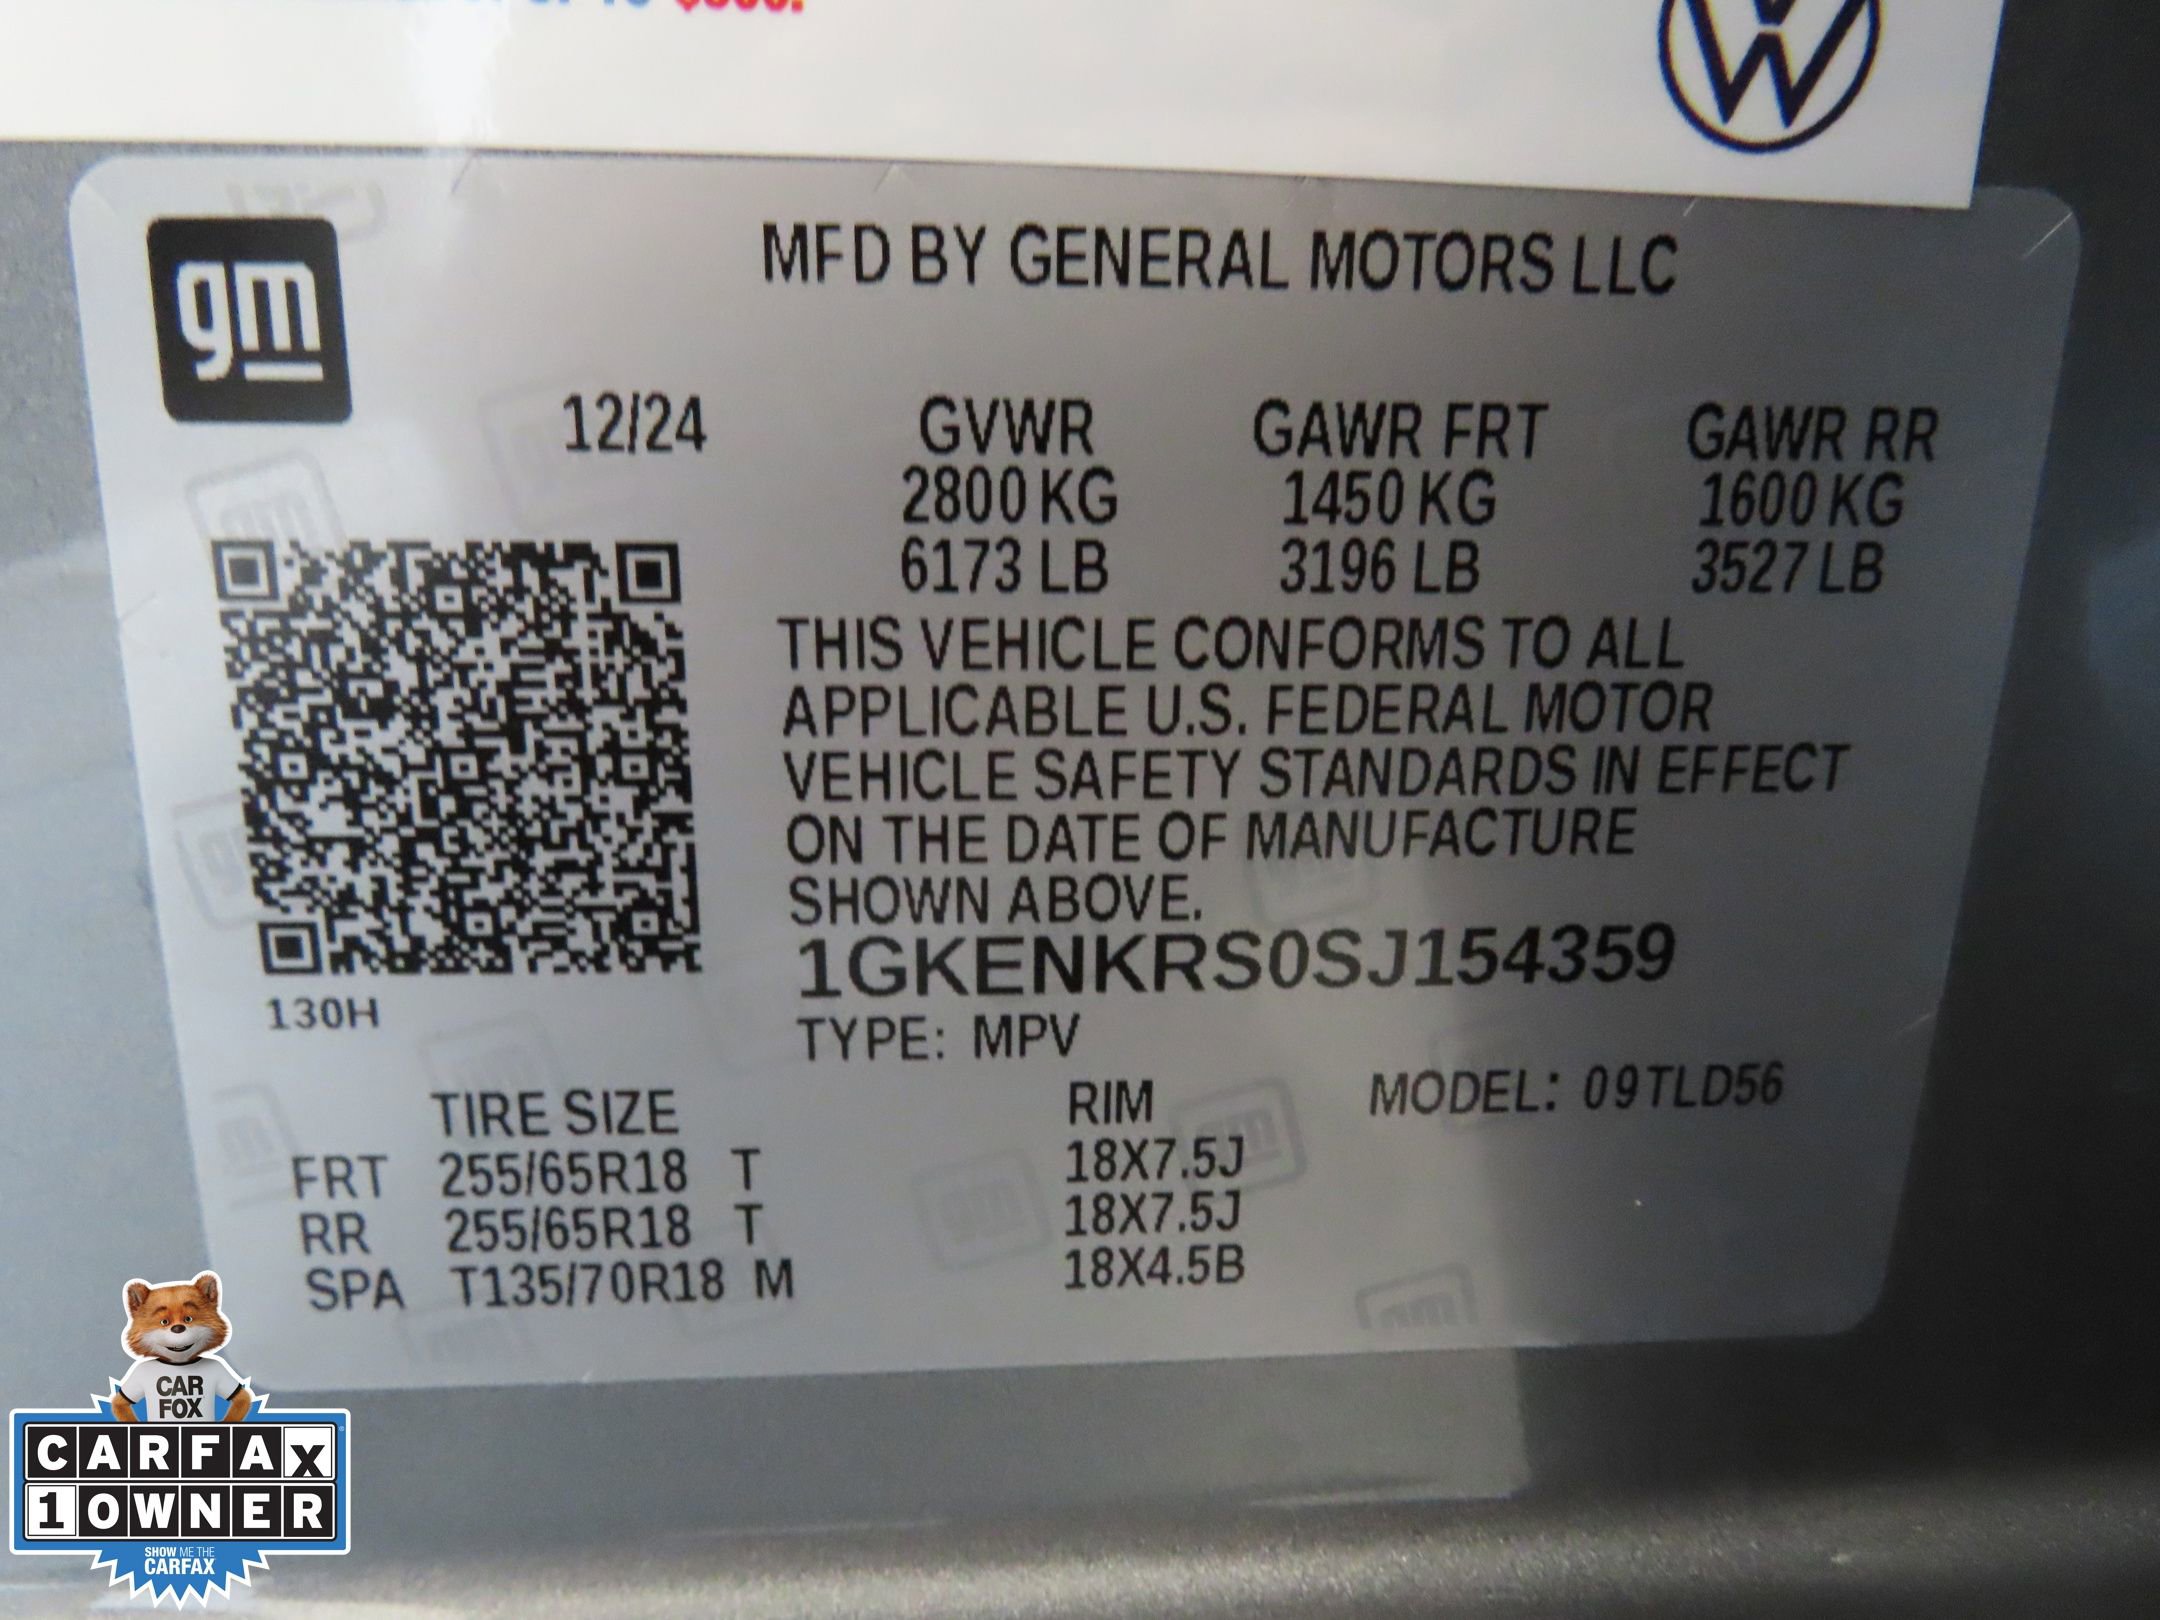 gm
MFD BY GENERAL MOTORS LLC
12/24 GVWR GAWR FRT GAWR RR
2800 KG 1450 KG 1600 KG
6173 LB 3196 LB 3527 LB
THIS VEHICLE CONFORMS TO ALL
APPLICABLE U.S. FEDERAL MOTOR
VEHICLE SAFETY STANDARDS IN EFFECT
ON THE DATE OF MANUFACTURE
SHOWN ABOVE.
1GKENKRS0SJ154359
130H
TYPE: MPV
TIRE SIZE RIM MODEL: 09TLD56
FRT 255/65R18 T 18X7.5J
RR 255/65R18 T 18X7.5J
SPA T135/70R18 M 18X4.5B
CAR
FOX
CARFAX
1 OWNER
SHOW ME THE
CARFAX